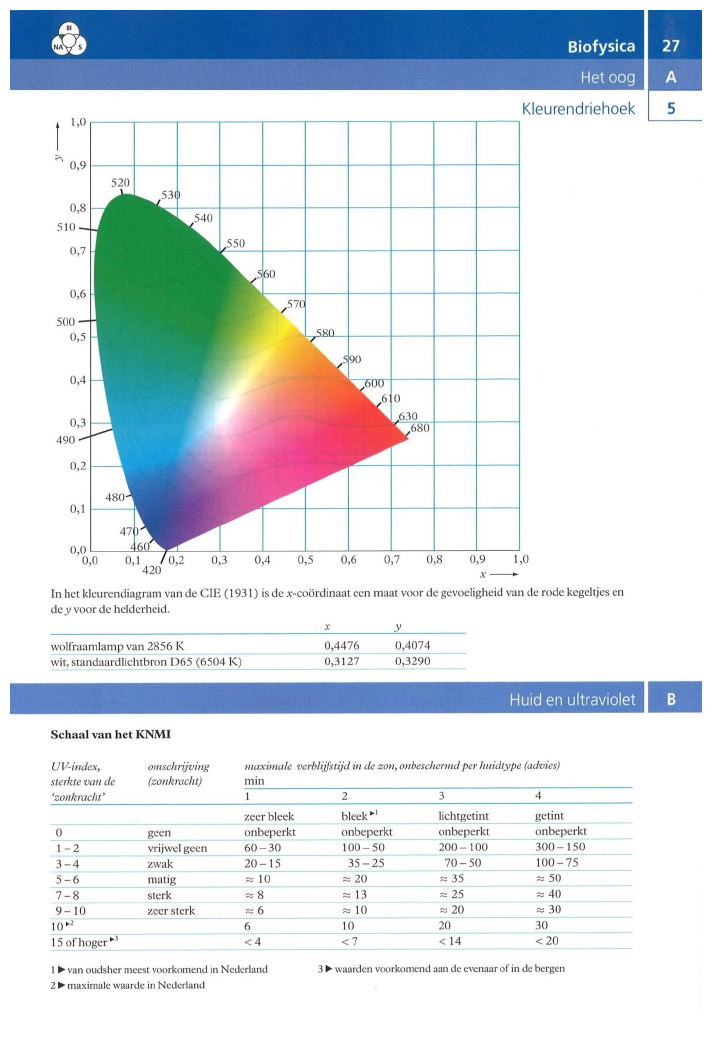 BI
NA S
Biofysica 27
Het oog A
Kleurendriehoek 5
y
1,0
0,9
0,8
0,7
0,6
0,5
0,4
0,3
0,2
0,1
0,0
520
530
540
510
550
560
570
500
580
590
600
610
630
680
490
480
470
460
420
0,0 0,1 0,2 0,3 0,4 0,5 0,6 0,7 0,8 0,9 1,0
x
In het kleurendiagram van de CIE (1931) is de x-coördinaat een maat voor de gevoeligheid van de rode kegeltjes en
de y voor de helderheid.
x y
wolfraamlamp van 2856 K 0,4476 0,4074
wit, standaardlichtbron D65 (6504 K) 0,3127 0,3290
Huid en ultraviolet B
Schaal van het KNMI
UV-index, omschrijving maximale verblijfstijd in de zon, onbeschermd per huidtype (advies)
sterkte van de (zonkracht) min
'zonkracht' 1 2 3 4
zeer bleek bleek ►1 lichtgetint getint
0 geen onbeperkt onbeperkt onbeperkt onbeperkt
1 – 2 vrijwel geen 60 – 30 100 – 50 200 – 100 300 – 150
3 – 4 zwak 20 – 15 35 – 25 70 – 50 100 – 75
5 – 6 matig ≈ 10 ≈ 20 ≈ 35 ≈ 50
7 – 8 sterk ≈ 8 ≈ 13 ≈ 25 ≈ 40
9 – 10 zeer sterk ≈ 6 ≈ 10 ≈ 20 ≈ 30
10 ►2 6 10 20 30
15 of hoger ►3 < 4 < 7 < 14 < 20
1 ► van oudsher meest voorkomend in Nederland 3 ► waarden voorkomend aan de evenaar of in de bergen
2 ► maximale waarde in Nederland